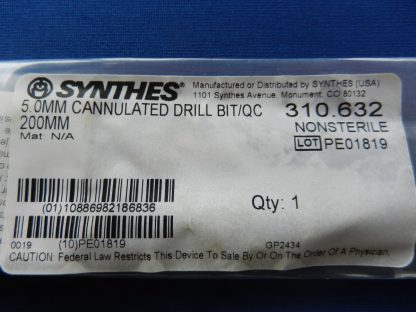 SYNTHES® Manufactured or Distributed by SYNTHES (USA)
1101 Synthes Avenue, Monument, CO 80132
5.0MM CANNULATED DRILL BIT/QC 310.632
200MM NONSTERILE
Mat: N/A LOT PE01819
(01)10886982186836 Qty: 1
0019 (10)PE01819 GP2434
CAUTION: Federal Law Restricts This Device To Sale By Or On The Order Of A Physician.